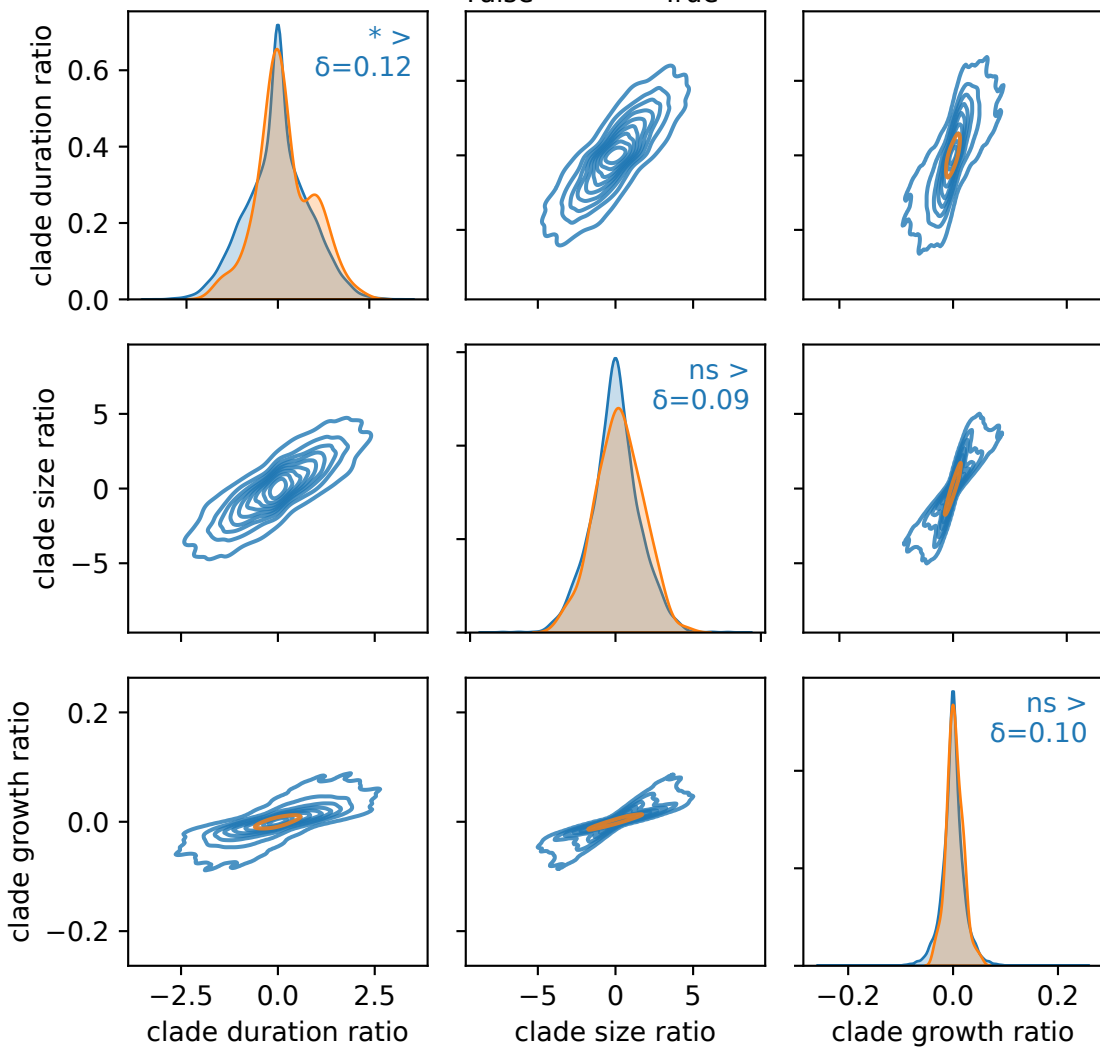 False True
clade duration ratio
0.6
0.4
0.2
0.0
* >
δ=0.12
clade size ratio
5
0
−5
ns >
δ=0.09
clade growth ratio
0.2
0.0
−0.2
ns >
δ=0.10
−2.5 0.0 2.5
−5 0 5
−0.2 0.0 0.2
clade duration ratio
clade size ratio
clade growth ratio